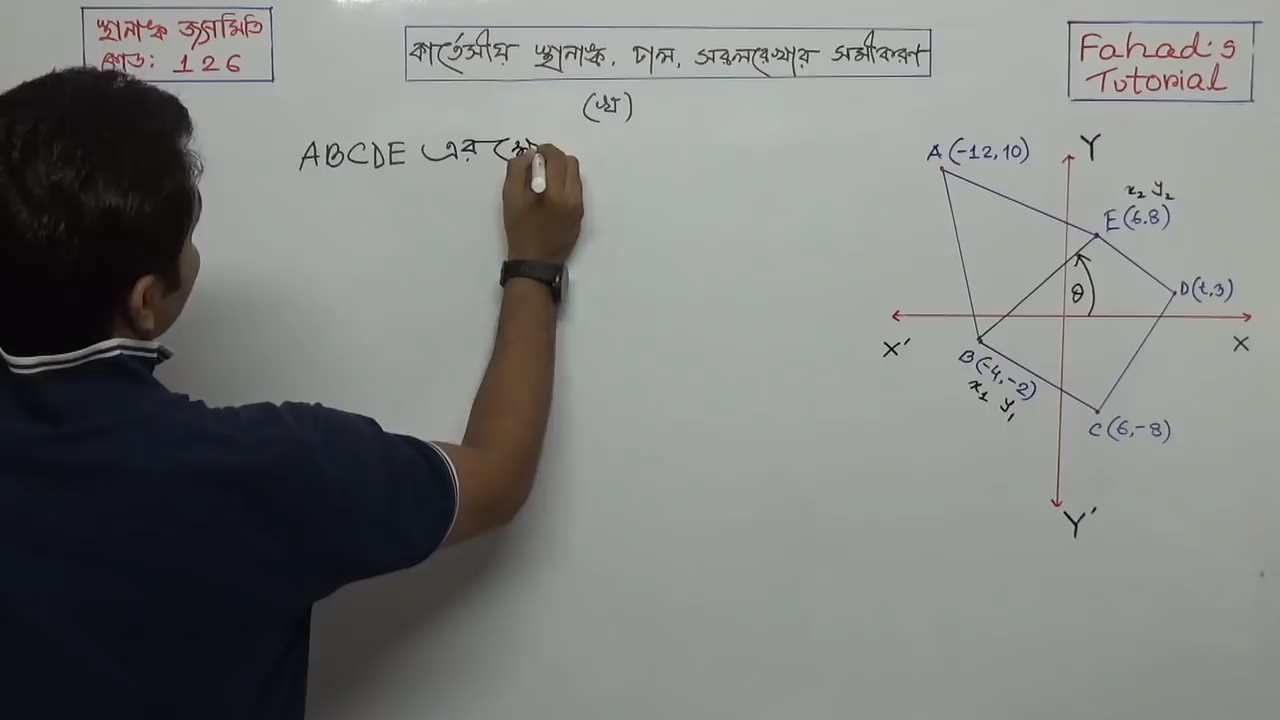 স্থানাঙ্ক জ্যামিতি
কোড: 126
কার্তেসীয় স্থানাঙ্ক, ঢাল, সরলরেখার সমীকরণ
Fahad's
Tutorial
(খ)
ABCDE এর
A(-12, 10)
Y
x₂ y₂
E(6.8)
D(t,3)
θ
X'
X
B(-4,-2)
x₁ y₁
C(6,-8)
Y'